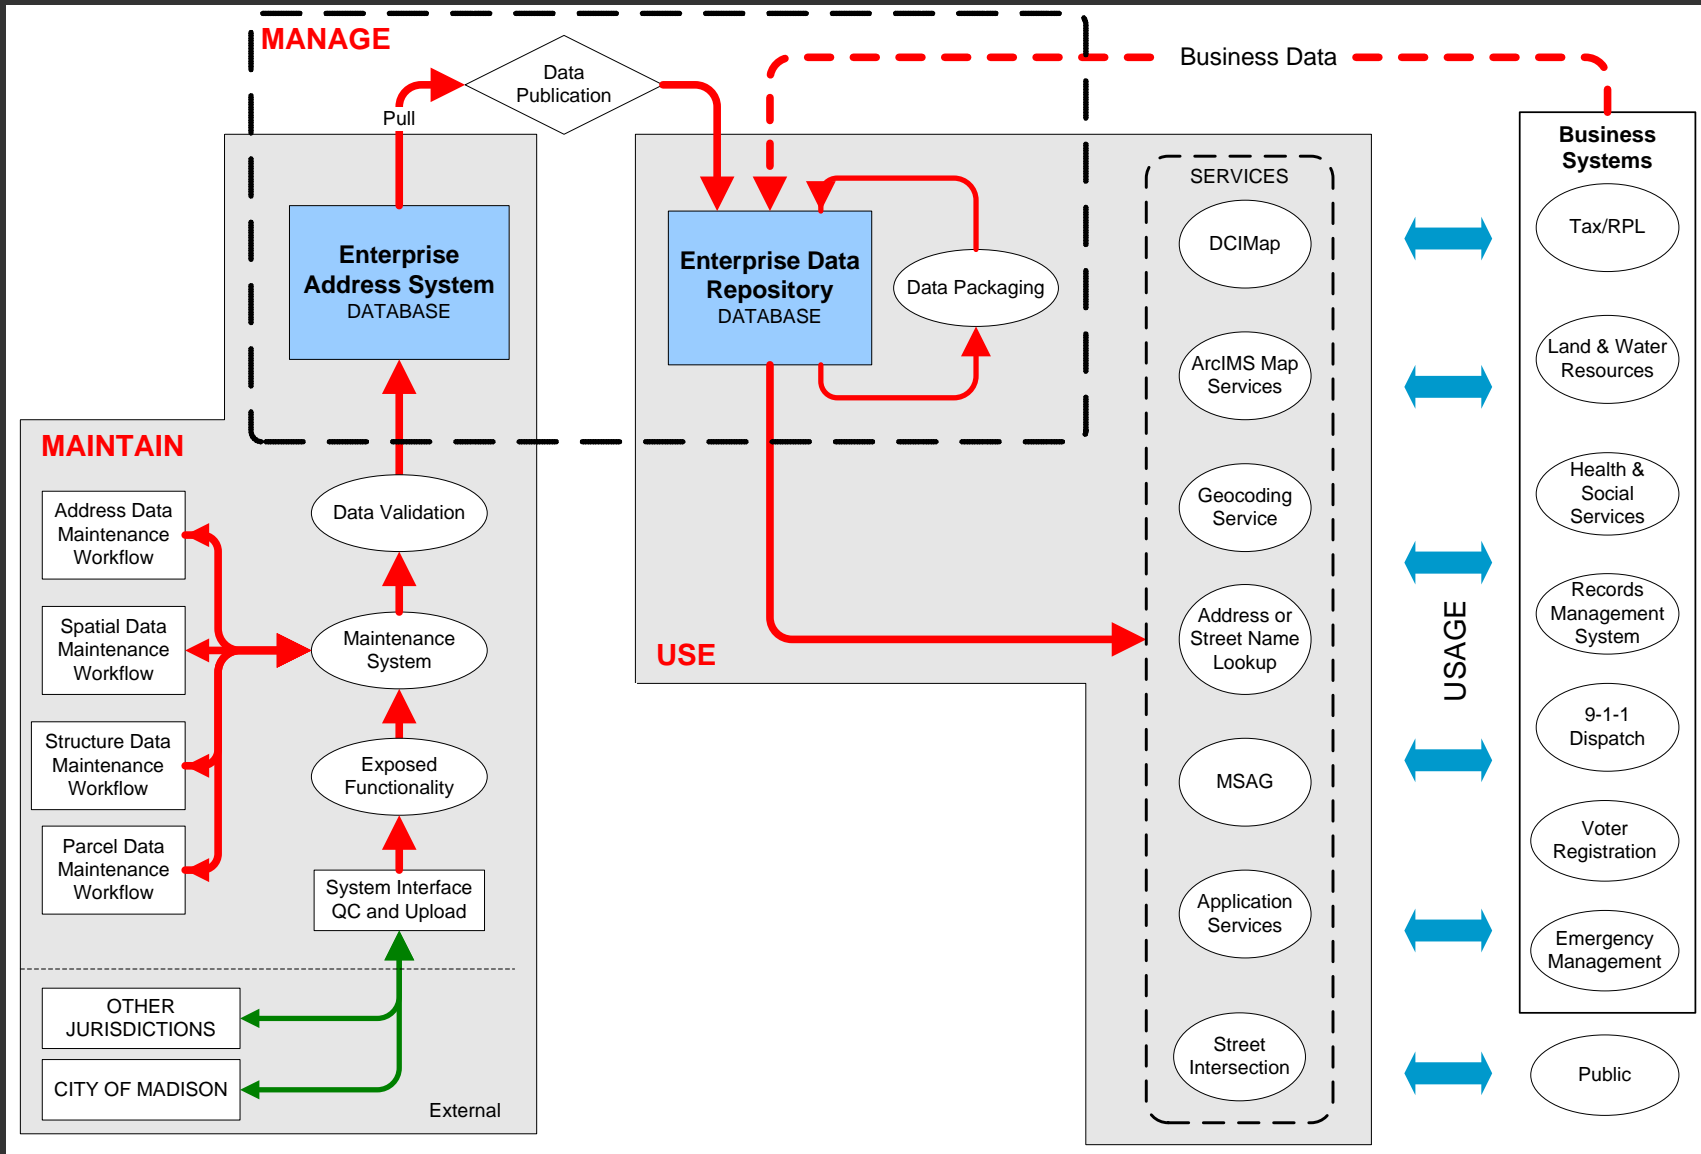 MANAGE
Data
Publication
Pull
Business Data
Enterprise
Address System
DATABASE
Enterprise Data
Repository
DATABASE
Data Packaging
MAINTAIN
Data Validation
Address Data
Maintenance
Workflow
Spatial Data
Maintenance
Workflow
Structure Data
Maintenance
Workflow
Parcel Data
Maintenance
Workflow
Maintenance
System
Exposed
Functionality
System Interface
QC and Upload
OTHER
JURISDICTIONS
CITY OF MADISON
External
USE
SERVICES
DCIMap
ArcIMS Map
Services
Geocoding
Service
Address or
Street Name
Lookup
MSAG
Application
Services
Street
Intersection
USAGE
Business
Systems
Tax/RPL
Land & Water
Resources
Health &
Social
Services
Records
Management
System
9-1-1
Dispatch
Voter
Registration
Emergency
Management
Public